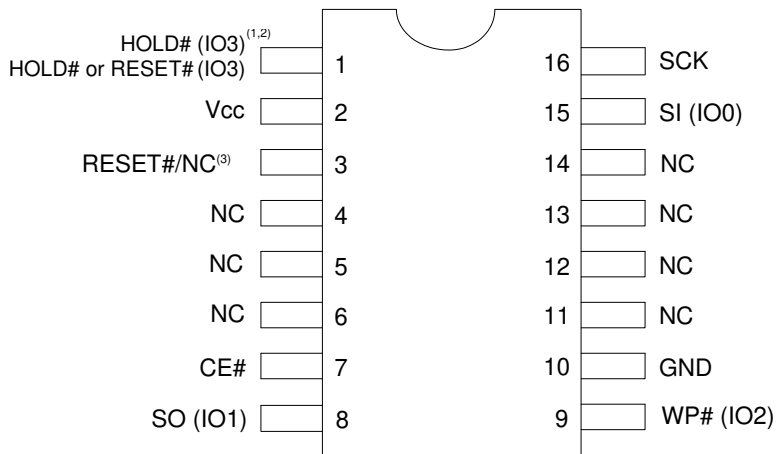 HOLD# (IO3)(1,2)
HOLD# or RESET# (IO3) 1 16 SCK
Vcc 2 15 SI (IO0)
RESET#/NC(3) 3 14 NC
NC 4 13 NC
NC 5 12 NC
NC 6 11 NC
CE# 7 10 GND
SO (IO1) 8 9 WP# (IO2)